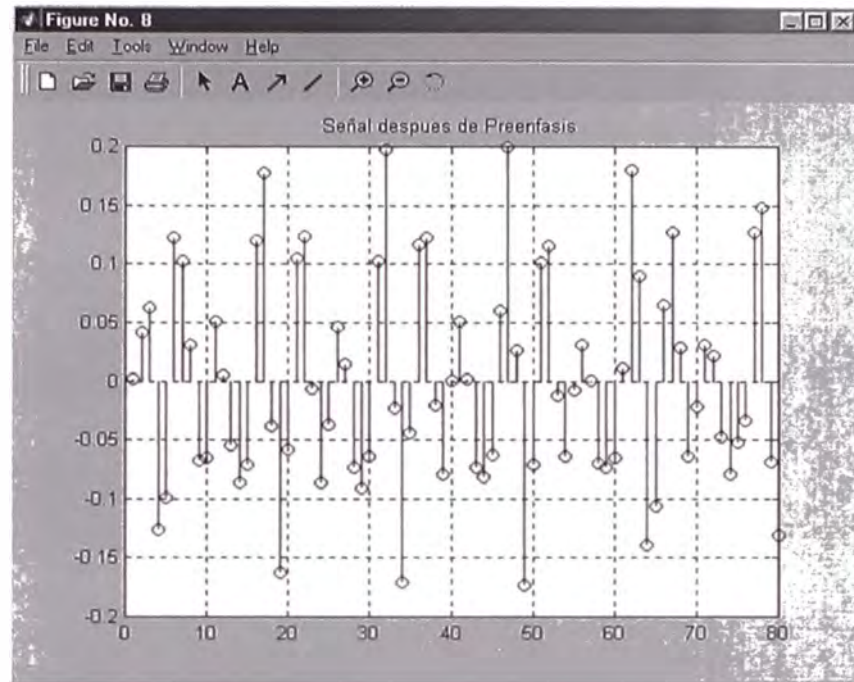 Figure No. 8
File Edit Tools Window Help
A
Señal despues de Preenfasis
0.2
0.15
0.1
0.05
0
-0.05
-0.1
-0.15
-0.2
0 10 20 30 40 50 60 70 80